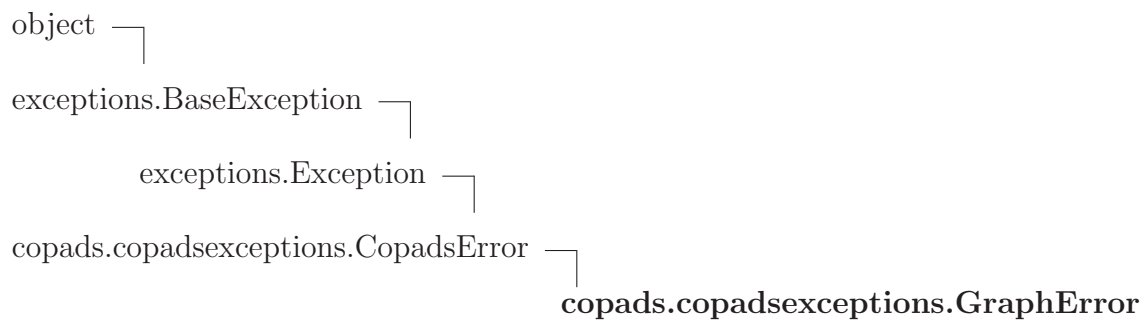 object
exceptions.BaseException
exceptions.Exception
copads.copadsexceptions.CopadsError
copads.copadsexceptions.GraphError